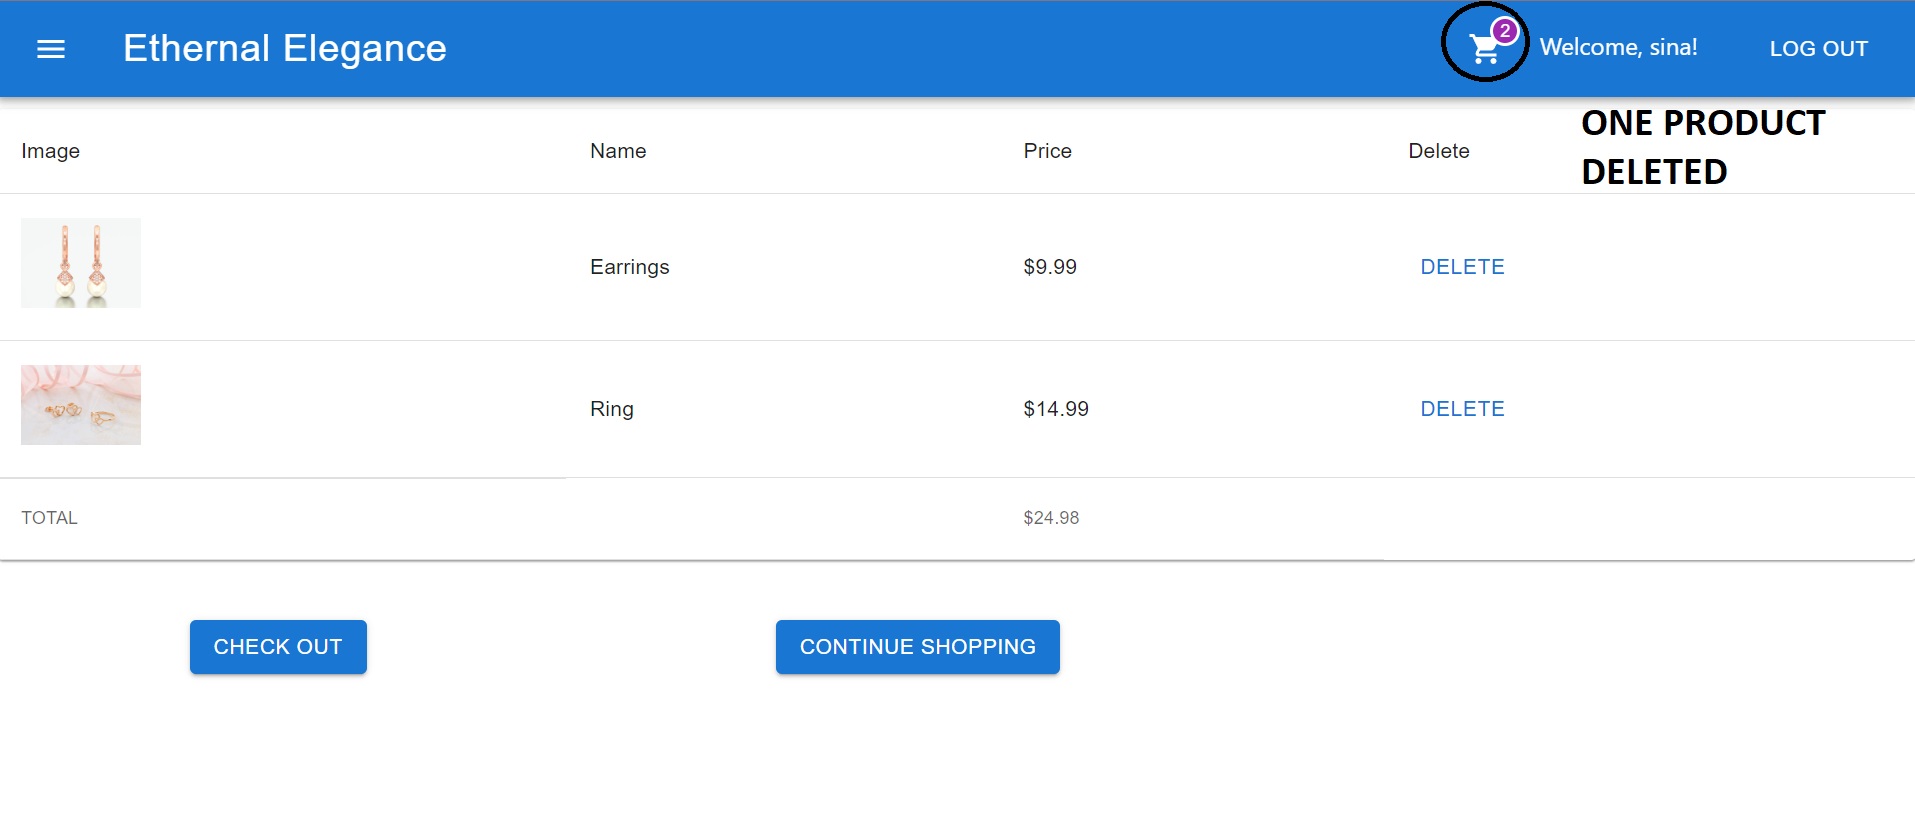 Ethernal Elegance
2
Welcome, sina!
LOG OUT
ONE PRODUCT
DELETED
Image Name Price Delete
Earrings $9.99 DELETE
Ring $14.99 DELETE
TOTAL $24.98
CHECK OUT CONTINUE SHOPPING